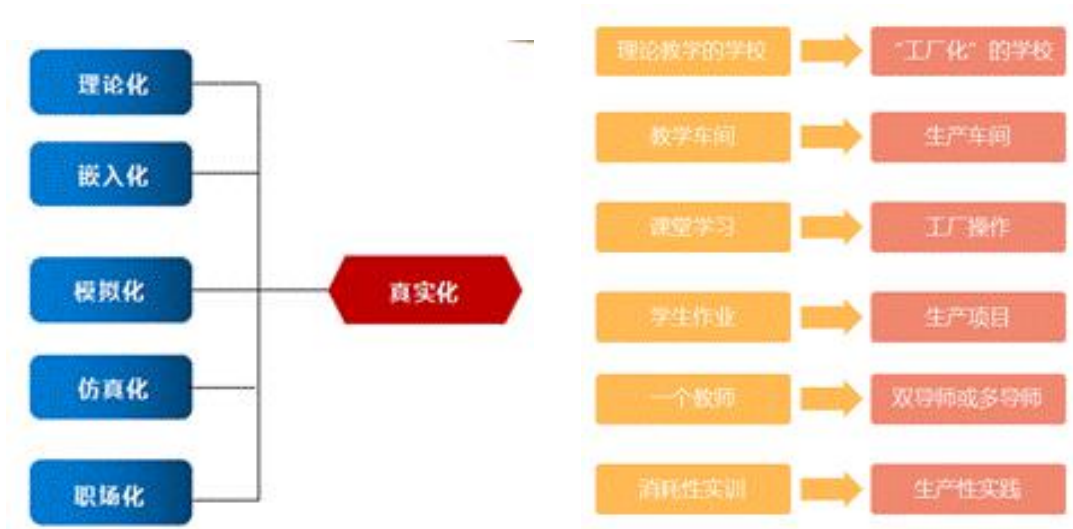 理论化
嵌入化
模拟化
仿真化
职场化
真实化
理论教学的学校
“工厂化”的学校
教学车间
生产车间
课堂学习
工厂操作
学生作业
生产项目
一个教师
双导师或多导师
消耗性实训
生产性实践